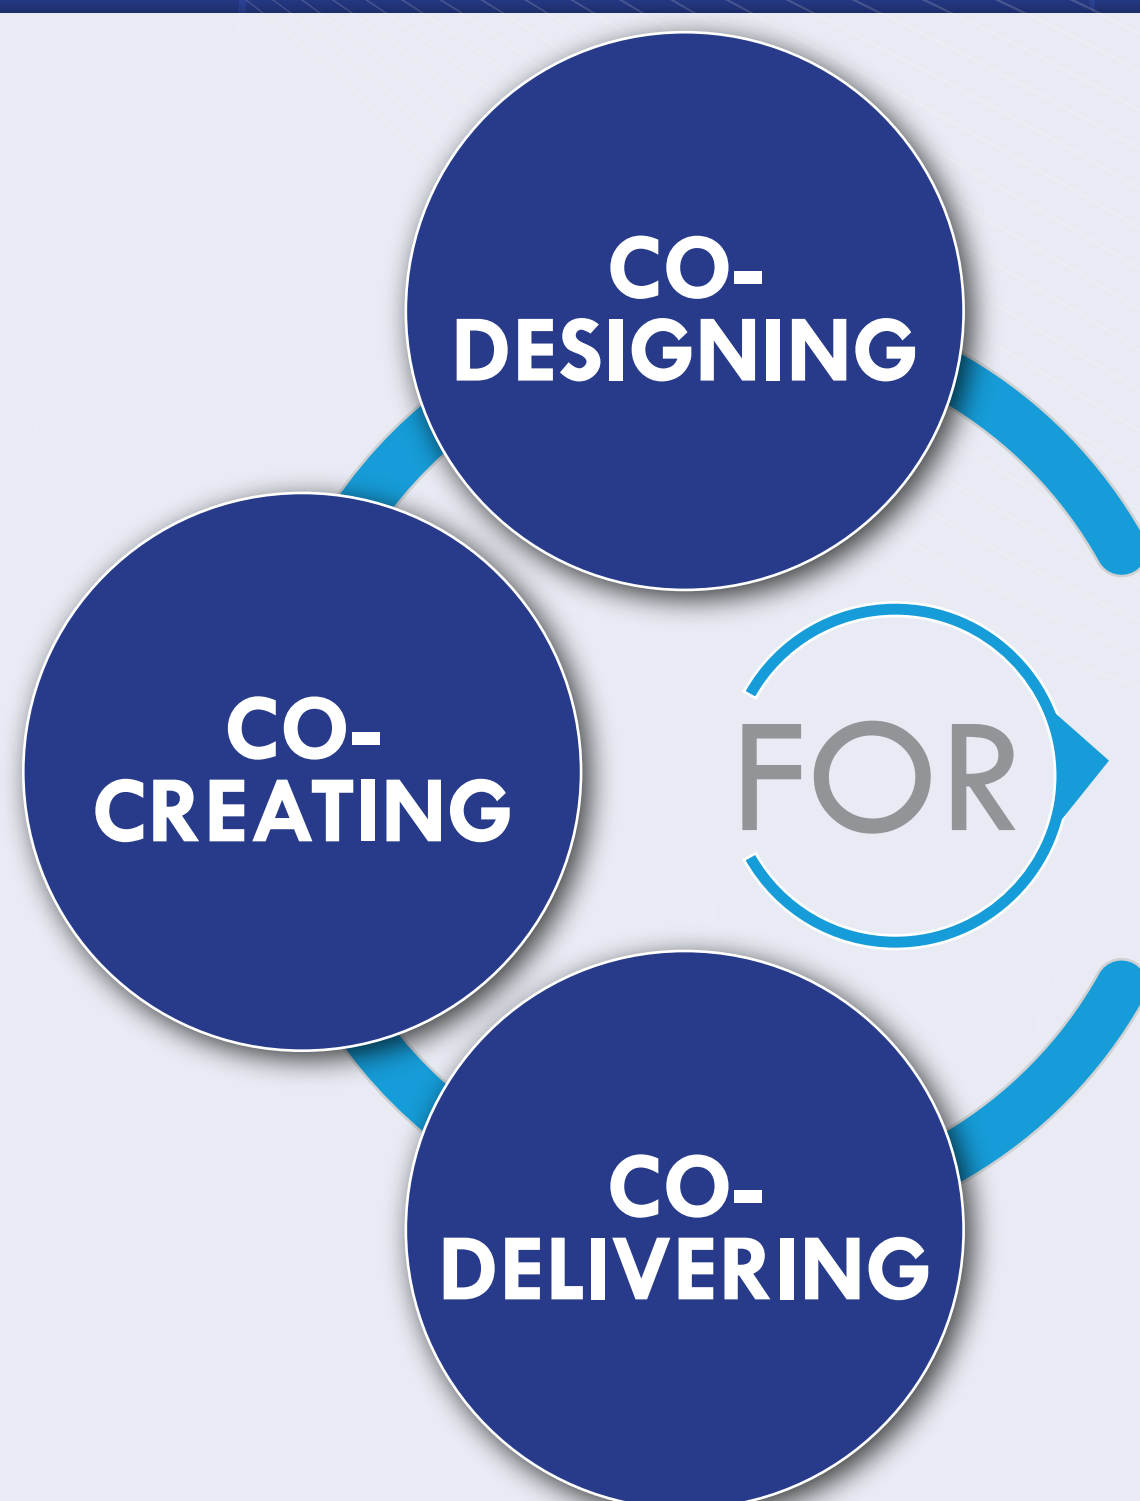 CO-
DESIGNING
CO-
CREATING
FOR
CO-
DELIVERING